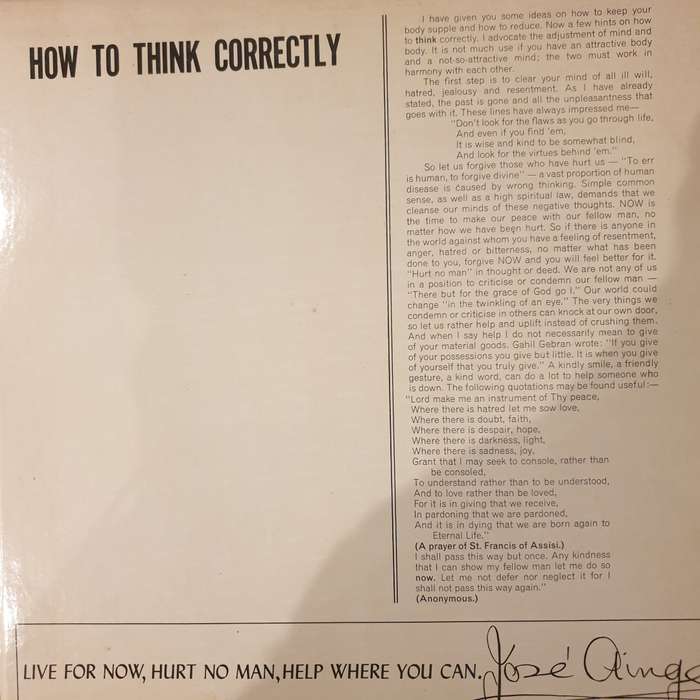 HOW TO THINK CORRECTLY
I have given you some ideas on how to keep your
body supple and how to reduce. Now a few hints on how
to think correctly. I advocate the adjustment of mind and
body. It is not much use if you have an attractive body
and a not-so-attractive mind; the two must work in
harmony with each other.
The first step is to clear your mind of all ill will,
hatred, jealousy and resentment. As I have already
stated, the past is gone and all the unpleasantness that
goes with it. These lines have always impressed me—
"Don't look for the flaws as you go through life,
And even if you find 'em,
It is wise and kind to be somewhat blind,
And look for the virtues behind 'em."
So let us forgive those who have hurt us — "To err
is human, to forgive divine" — a vast proportion of human
disease is caused by wrong thinking. Simple common
sense, as well as a high spiritual law, demands that we
cleanse our minds of these negative thoughts. NOW is
the time to make our peace with our fellow man, no
matter how we have been hurt. So if there is anyone in
the world against whom you have a feeling of resentment,
anger, hatred or bitterness, no matter what has been
done to you, forgive NOW and you will feel better for it.
"Hurt no man" in thought or deed. We are not any of us
in a position to criticise or condemn our fellow man —
"There but for the grace of God go I." Our world could
change "in the twinkling of an eye." The very things we
condemn or criticise in others can knock at our own door,
so let us rather help and uplift instead of crushing them.
And when I say help I do not necessarily mean to give
of your material goods. Gahil Gebran wrote: "If you give
of your possessions you give but little. It is when you give
of yourself that you truly give." A kindly smile, a friendly
gesture, a kind word, can do a lot to help someone who
is down. The following quotations may be found useful:—
"Lord make me an instrument of Thy peace,
Where there is hatred let me sow love,
Where there is doubt, faith,
Where there is despair, hope,
Where there is darkness, light,
Where there is sadness, joy,
Grant that I may seek to console, rather than
be consoled,
To understand rather than to be understood,
And to love rather than be loved,
For it is in giving that we receive,
In pardoning that we are pardoned,
And it is in dying that we are born again to
Eternal Life."
(A prayer of St. Francis of Assisi.)
I shall pass this way but once. Any kindness
that I can show my fellow man let me do so
now. Let me not defer nor neglect it for I
shall not pass this way again."
(Anonymous.)
LIVE FOR NOW, HURT NO MAN, HELP WHERE YOU CAN.
José